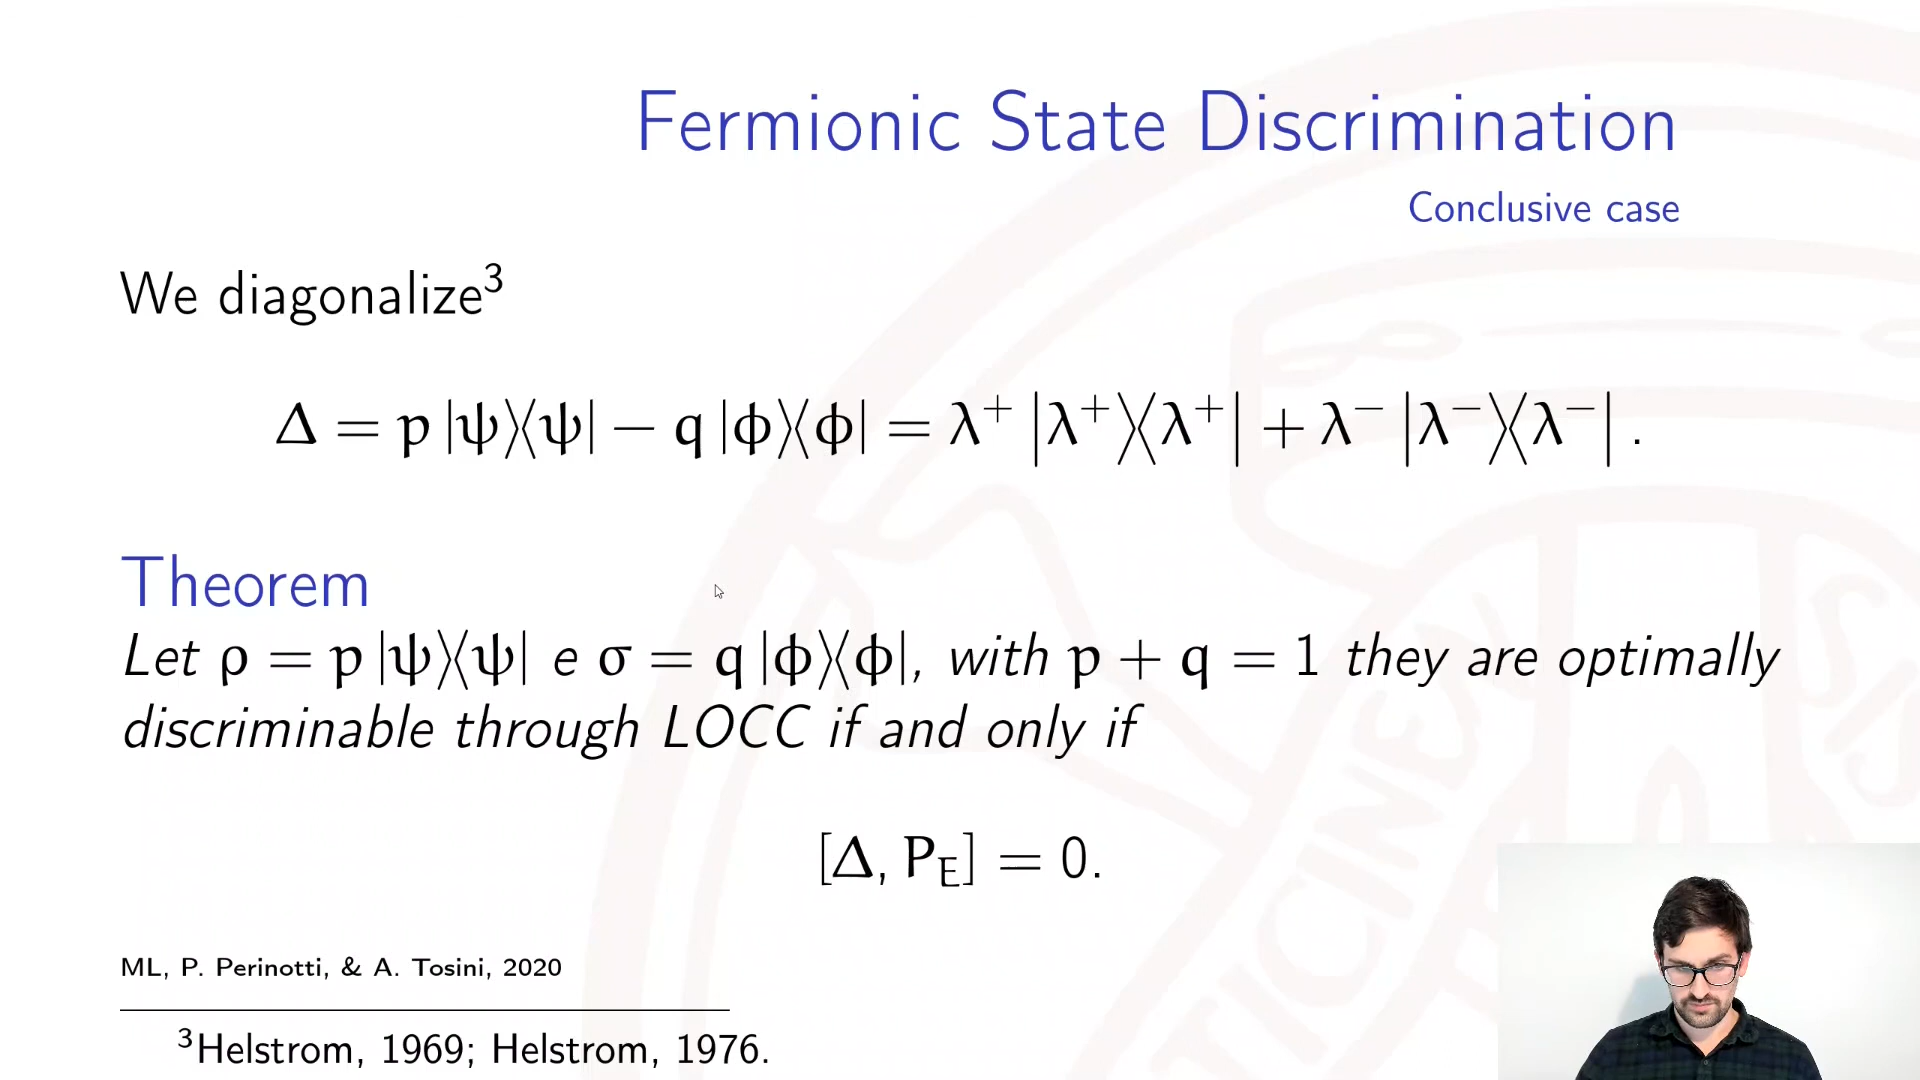 Fermionic State Discrimination
Conclusive case
We diagonalize³
Δ = p |ψ⟩⟨ψ| − q |ϕ⟩⟨ϕ| = λ⁺ |λ⁺⟩⟨λ⁺| + λ⁻ |λ⁻⟩⟨λ⁻| .
Theorem
Let ρ = p |ψ⟩⟨ψ| e σ = q |ϕ⟩⟨ϕ|, with p + q = 1 they are optimally
discriminable through LOCC if and only if
[Δ, P_E] = 0.
ML, P. Perinotti, & A. Tosini, 2020
³Helstrom, 1969; Helstrom, 1976.